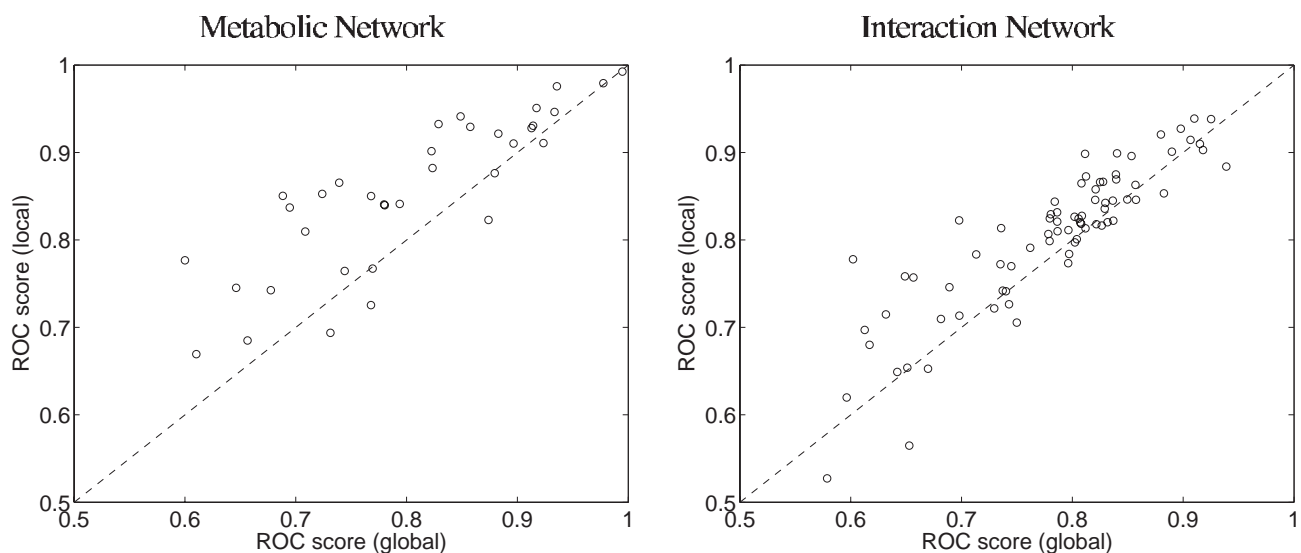 Metabolic Network
1
0.9
0.8
0.7
0.6
0.5
0.5 0.6 0.7 0.8 0.9 1
ROC score (local)
ROC score (global)
Interaction Network
1
0.9
0.8
0.7
0.6
0.5
0.5 0.6 0.7 0.8 0.9 1
ROC score (local)
ROC score (global)